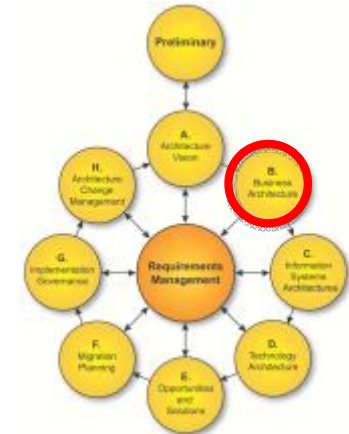 Preliminary
A.
Architecture
Vision
B.
Business
Architecture
C.
Information
Systems
Architectures
D.
Technology
Architecture
E.
Opportunities
and
Solutions
F.
Migration
Planning
G.
Implementation
Governance
H.
Architecture
Change
Management
Requirements
Management